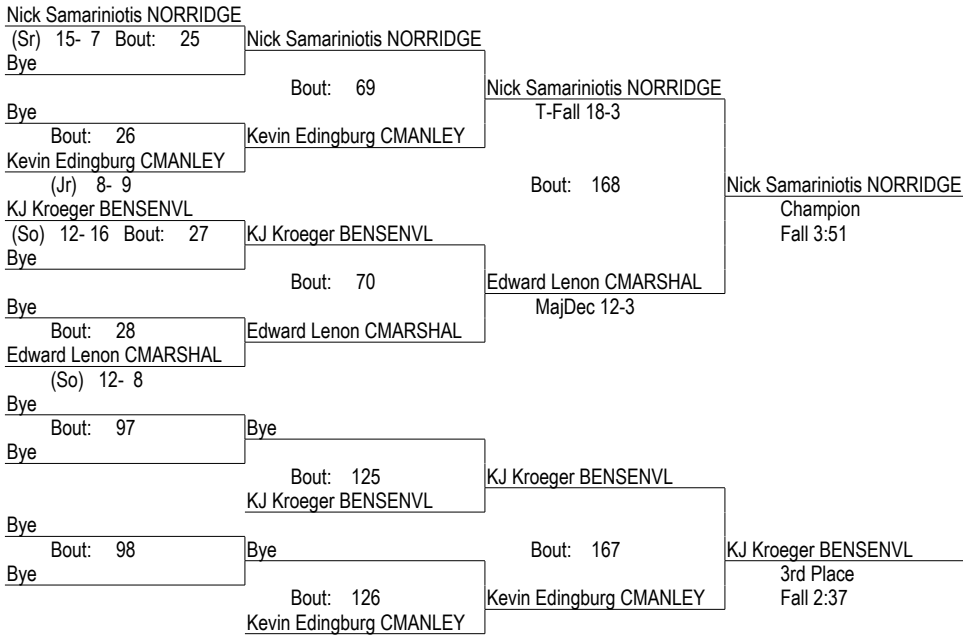 Nick Samariniotis NORRIDGE
(Sr) 15- 7 Bout: 25 Nick Samariniotis NORRIDGE
Bye
Bout: 69 Nick Samariniotis NORRIDGE
Bye T-Fall 18-3
Bout: 26 Kevin Edingburg CMANLEY
Kevin Edingburg CMANLEY
(Jr) 8- 9 Bout: 168 Nick Samariniotis NORRIDGE
KJ Kroeger BENSENVL Champion
(So) 12- 16 Bout: 27 KJ Kroeger BENSENVL Fall 3:51
Bye
Bout: 70 Edward Lenon CMARSHAL
Bye MajDec 12-3
Bout: 28 Edward Lenon CMARSHAL
Edward Lenon CMARSHAL
(So) 12- 8
Bye
Bout: 97 Bye
Bye
Bout: 125 KJ Kroeger BENSENVL
KJ Kroeger BENSENVL
Bye
Bout: 98 Bye Bout: 167 KJ Kroeger BENSENVL
Bye 3rd Place
Bout: 126 Kevin Edingburg CMANLEY Fall 2:37
Kevin Edingburg CMANLEY